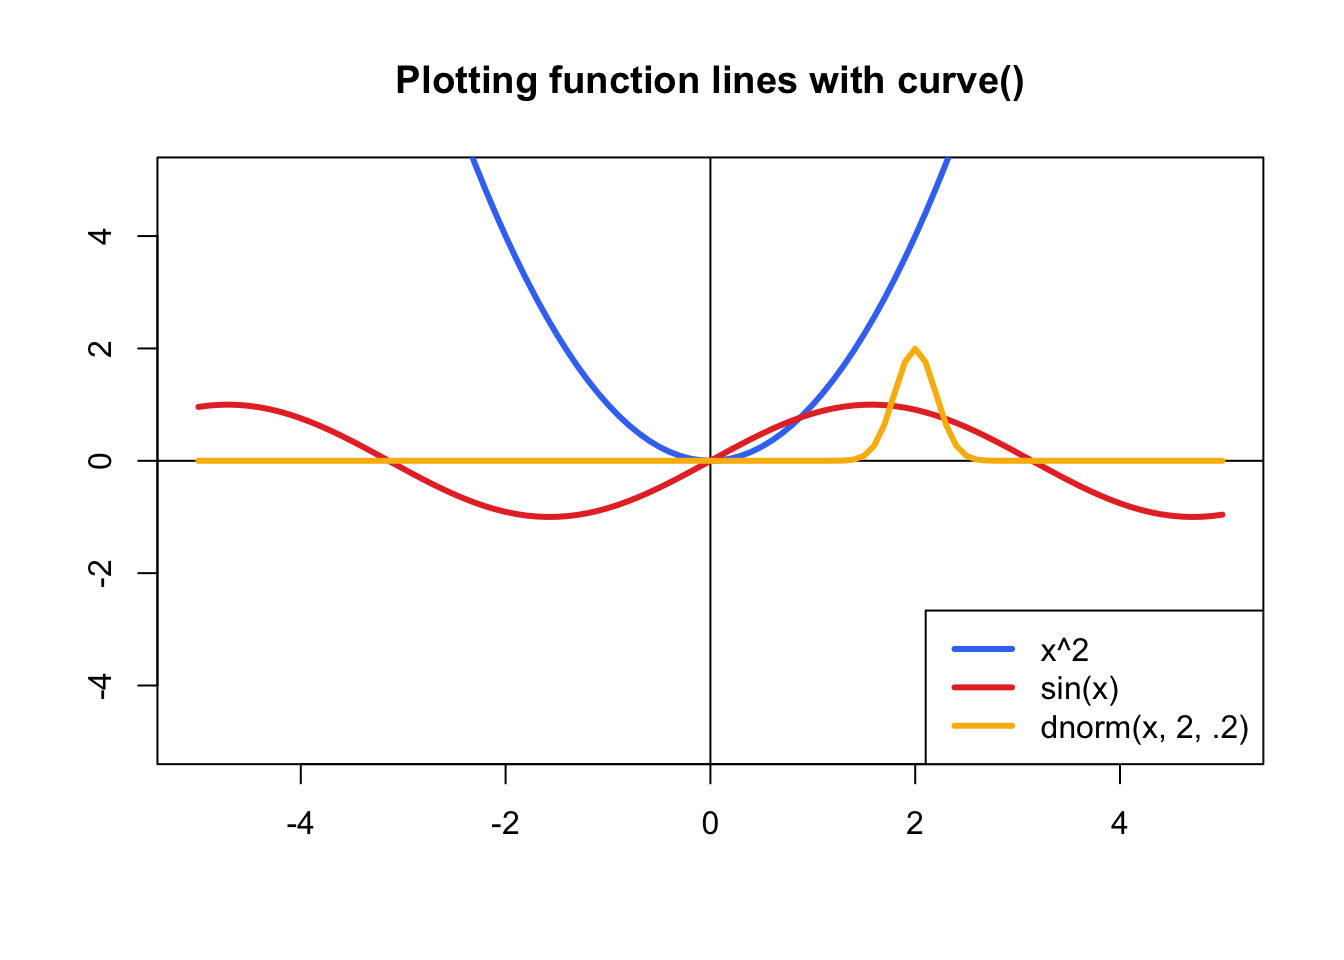 Plotting function lines with curve()
4
2
0
-2
-4
x^2
sin(x)
dnorm(x, 2, .2)
-4 -2 0 2 4